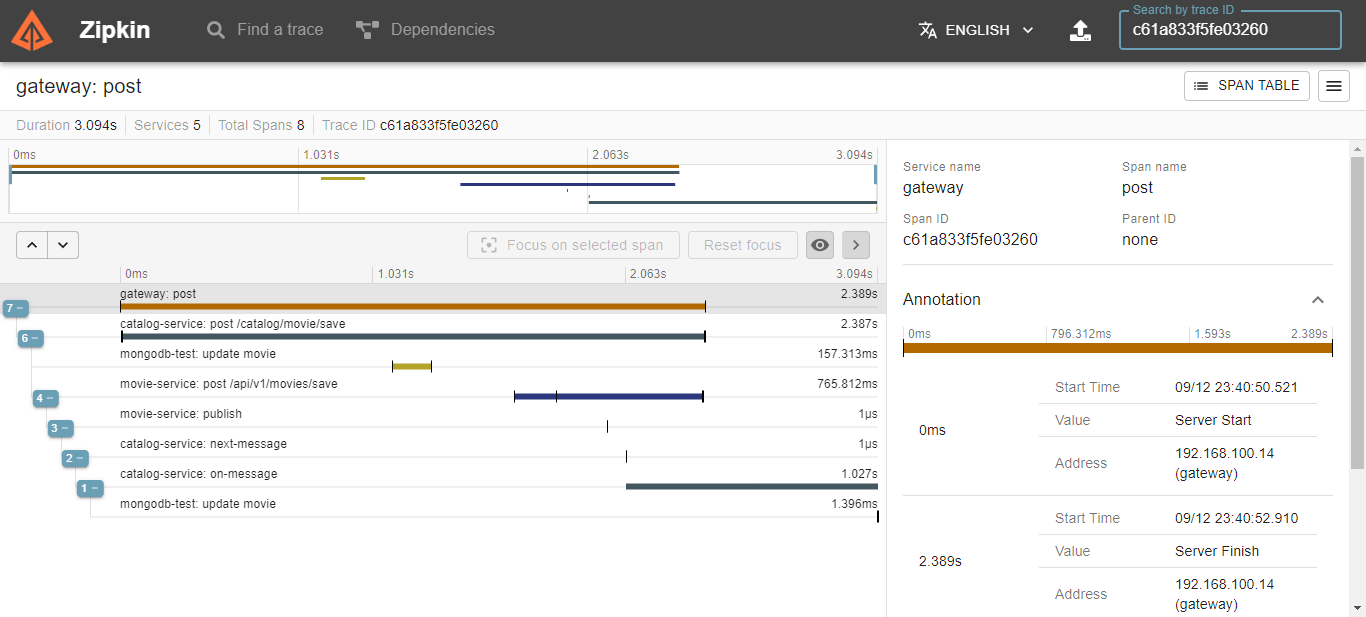 Zipkin
Find a trace
Dependencies
ENGLISH
Search by trace ID
c61a833f5fe03260
gateway: post
SPAN TABLE
Duration 3.094s Services 5 Total Spans 8 Trace ID c61a833f5fe03260
0ms 1.031s 2.063s 3.094s
Focus on selected span Reset focus
0ms 1.031s 2.063s 3.094s
gateway: post 2.389s
7 −
catalog-service: post /catalog/movie/save 2.387s
6 −
mongodb-test: update movie 157.313ms
movie-service: post /api/v1/movies/save 765.812ms
4 −
movie-service: publish 1μs
3 −
catalog-service: next-message 1μs
2 −
catalog-service: on-message 1.027s
1 −
mongodb-test: update movie 1.396ms
Service name Span name
gateway post
Span ID Parent ID
c61a833f5fe03260 none
Annotation
0ms 796.312ms 1.593s 2.389s
0ms
Start Time 09/12 23:40:50.521
Value Server Start
Address 192.168.100.14
(gateway)
2.389s
Start Time 09/12 23:40:52.910
Value Server Finish
Address 192.168.100.14
(gateway)